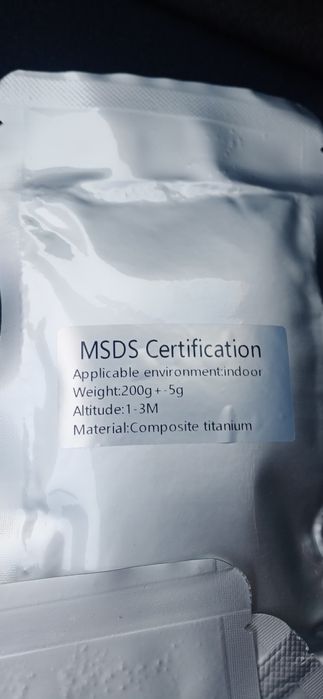 MSDS Certification
Applicable environment:indoor
Weight:200g+-5g
Altitude:1-3M
Material:Composite titanium